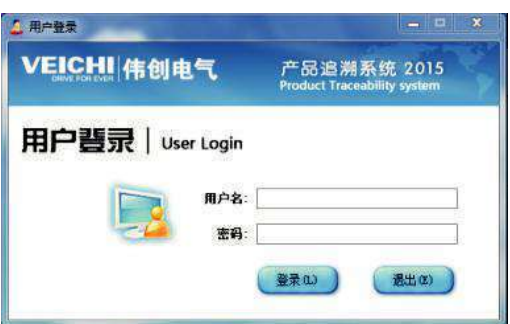 用户登录
VEICHI 伟创电气
DRIVE FOR EVER
产品追溯系统 2015
Product Traceability system
用户登录 User Login
用户名:
密码:
登录(L) 退出(X)